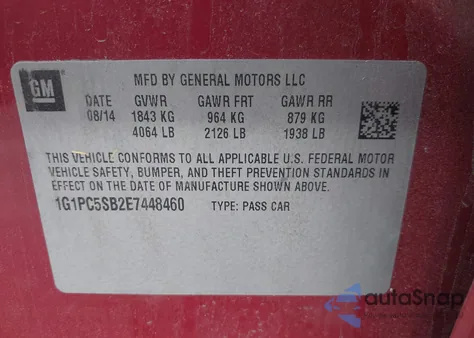 GM
MFD BY GENERAL MOTORS LLC
DATE GVWR GAWR FRT GAWR RR
08/14 1843 KG 964 KG 879 KG
4064 LB 2126 LB 1938 LB
THIS VEHICLE CONFORMS TO ALL APPLICABLE U.S. FEDERAL MOTOR
VEHICLE SAFETY, BUMPER, AND THEFT PREVENTION STANDARDS IN
EFFECT ON THE DATE OF MANUFACTURE SHOWN ABOVE.
1G1PC5SB2E7448460 TYPE: PASS CAR
autoSnap